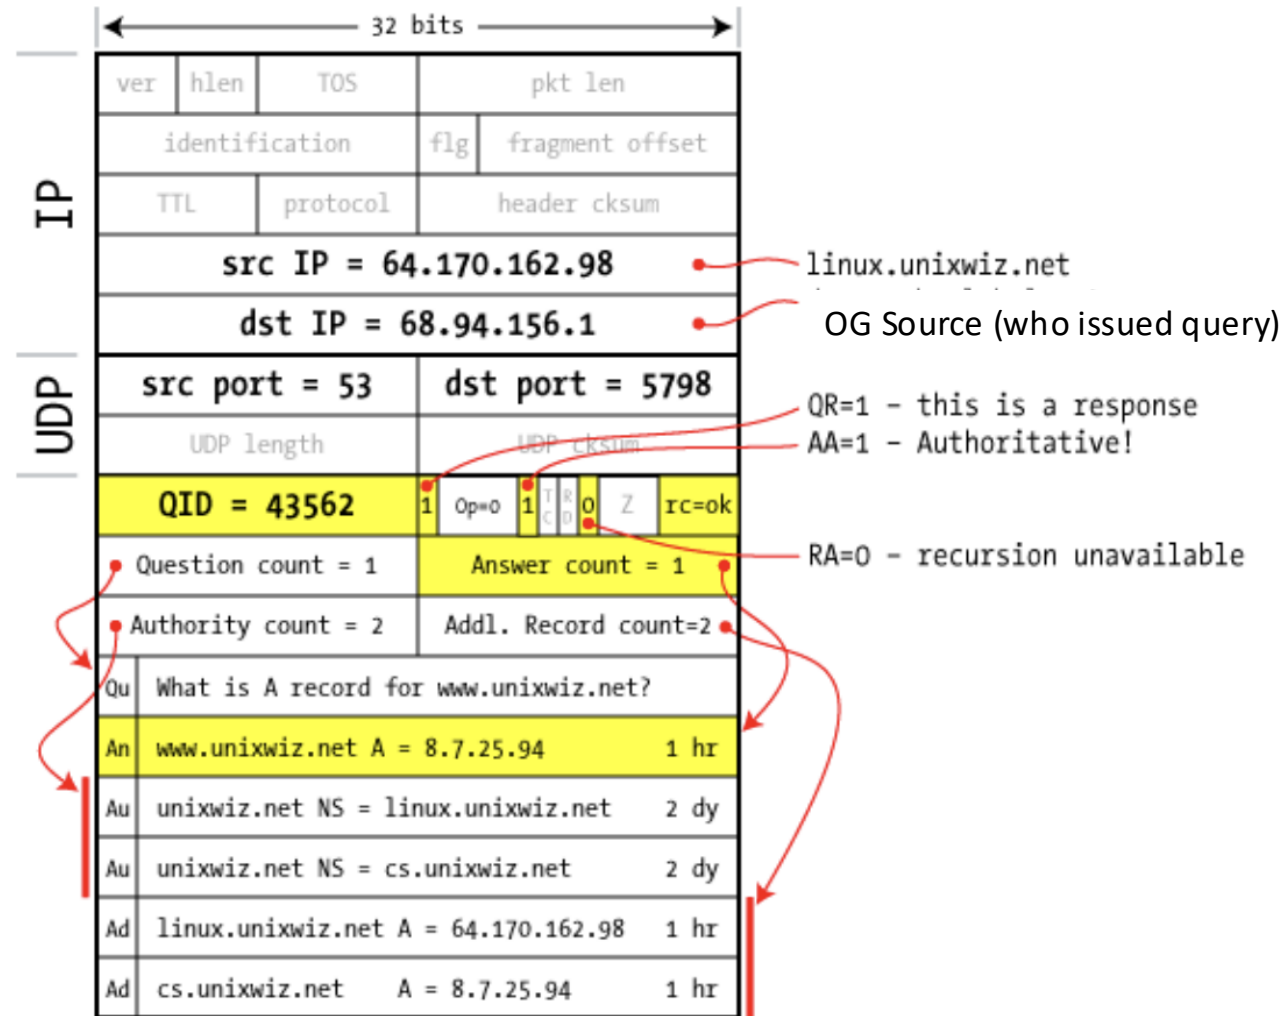 32 bits
ver hlen TOS pkt len
identification flg fragment offset
TTL protocol header cksum
IP
src IP = 64.170.162.98
linux.unixwiz.net
dst IP = 68.94.156.1
OG Source (who issued query)
UDP
src port = 53 dst port = 5798
QR=1 – this is a response
UDP length UDP cksum
AA=1 – Authoritative!
QID = 43562 1 Op=0 1 TC RD 0 Z rc=ok
RA=0 – recursion unavailable
Question count = 1 Answer count = 1
Authority count = 2 Addl. Record count=2
Qu What is A record for www.unixwiz.net?
An www.unixwiz.net A = 8.7.25.94 1 hr
Au unixwiz.net NS = linux.unixwiz.net 2 dy
Au unixwiz.net NS = cs.unixwiz.net 2 dy
Ad linux.unixwiz.net A = 64.170.162.98 1 hr
Ad cs.unixwiz.net A = 8.7.25.94 1 hr